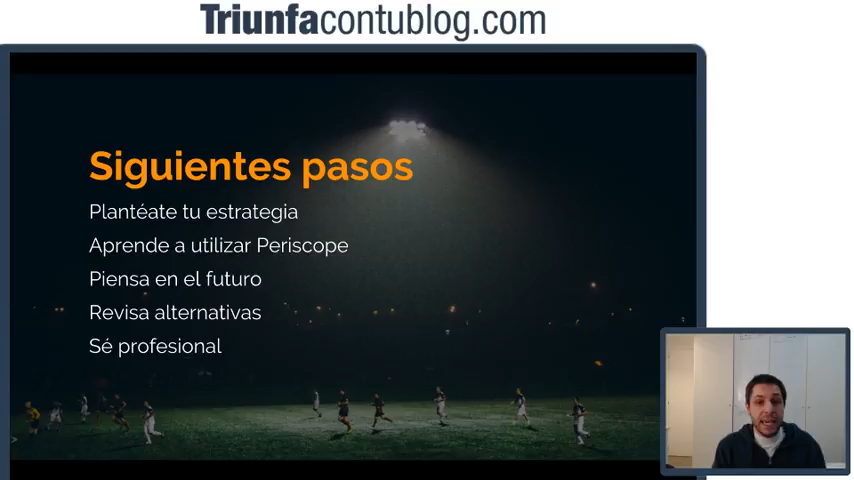 Triunfacontublog.com
Siguientes pasos
Plantéate tu estrategia
Aprende a utilizar Periscope
Piensa en el futuro
Revisa alternativas
Sé profesional